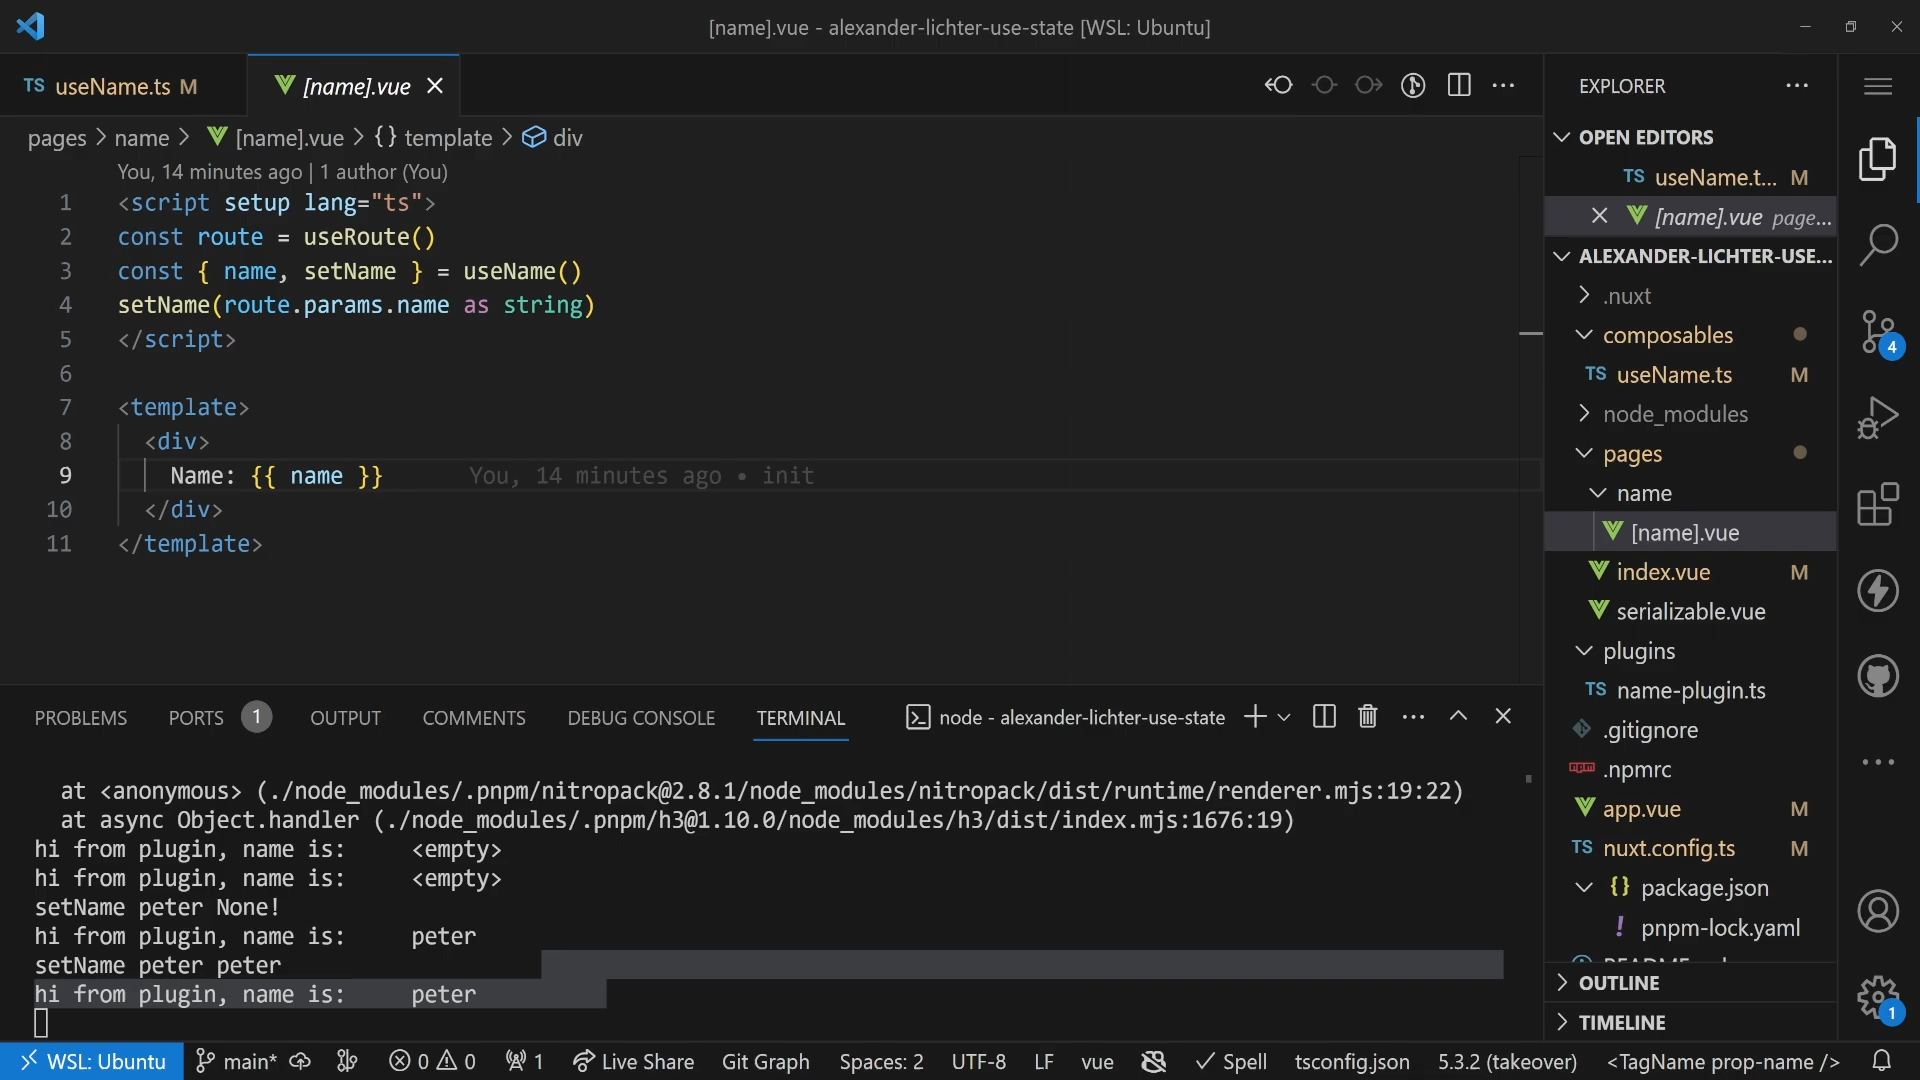 [name].vue - alexander-lichter-use-state [WSL: Ubuntu]
TS useName.ts M
[name].vue
pages > name > [name].vue > {} template > div
You, 14 minutes ago | 1 author (You)
1 <script setup lang="ts">
2 const route = useRoute()
3 const { name, setName } = useName()
4 setName(route.params.name as string)
5 </script>
6
7 <template>
8 <div>
9 Name: {{ name }} You, 14 minutes ago • init
10 </div>
11 </template>
PROBLEMS PORTS 1 OUTPUT COMMENTS DEBUG CONSOLE TERMINAL node - alexander-lichter-use-state
at <anonymous> (./node_modules/.pnpm/nitropack@2.8.1/node_modules/nitropack/dist/runtime/renderer.mjs:19:22)
at async Object.handler (./node_modules/.pnpm/h3@1.10.0/node_modules/h3/dist/index.mjs:1676:19)
hi from plugin, name is: <empty>
hi from plugin, name is: <empty>
setName peter None!
hi from plugin, name is: peter
setName peter peter
hi from plugin, name is: peter
EXPLORER
OPEN EDITORS
TS useName.t... M
[name].vue page...
ALEXANDER-LICHTER-USE...
.nuxt
composables
TS useName.ts M
node_modules
pages
name
[name].vue
index.vue M
serializable.vue
plugins
TS name-plugin.ts
.gitignore
npm .npmrc
app.vue M
TS nuxt.config.ts M
{} package.json
! pnpm-lock.yaml
OUTLINE
TIMELINE
4
1
WSL: Ubuntu main* 0 0 1 Live Share Git Graph Spaces: 2 UTF-8 LF vue Spell tsconfig.json 5.3.2 (takeover) <TagName prop-name />